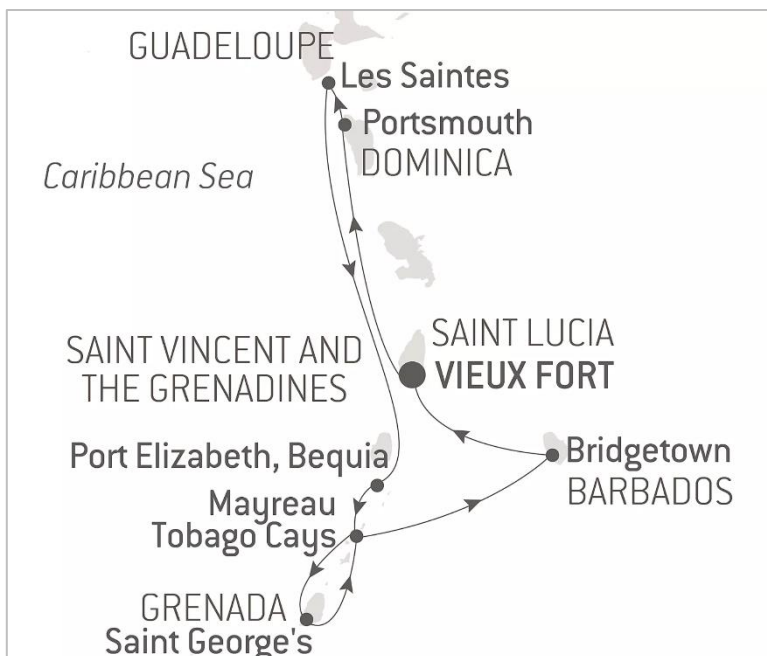 GUADELOUPE
Les Saintes
Portsmouth
DOMINICA
Caribbean Sea
SAINT LUCIA
VIEUX FORT
SAINT VINCENT AND
THE GRENADINES
Port Elizabeth, Bequia
Bridgetown
BARBADOS
Mayreau
Tobago Cays
GRENADA
Saint George's